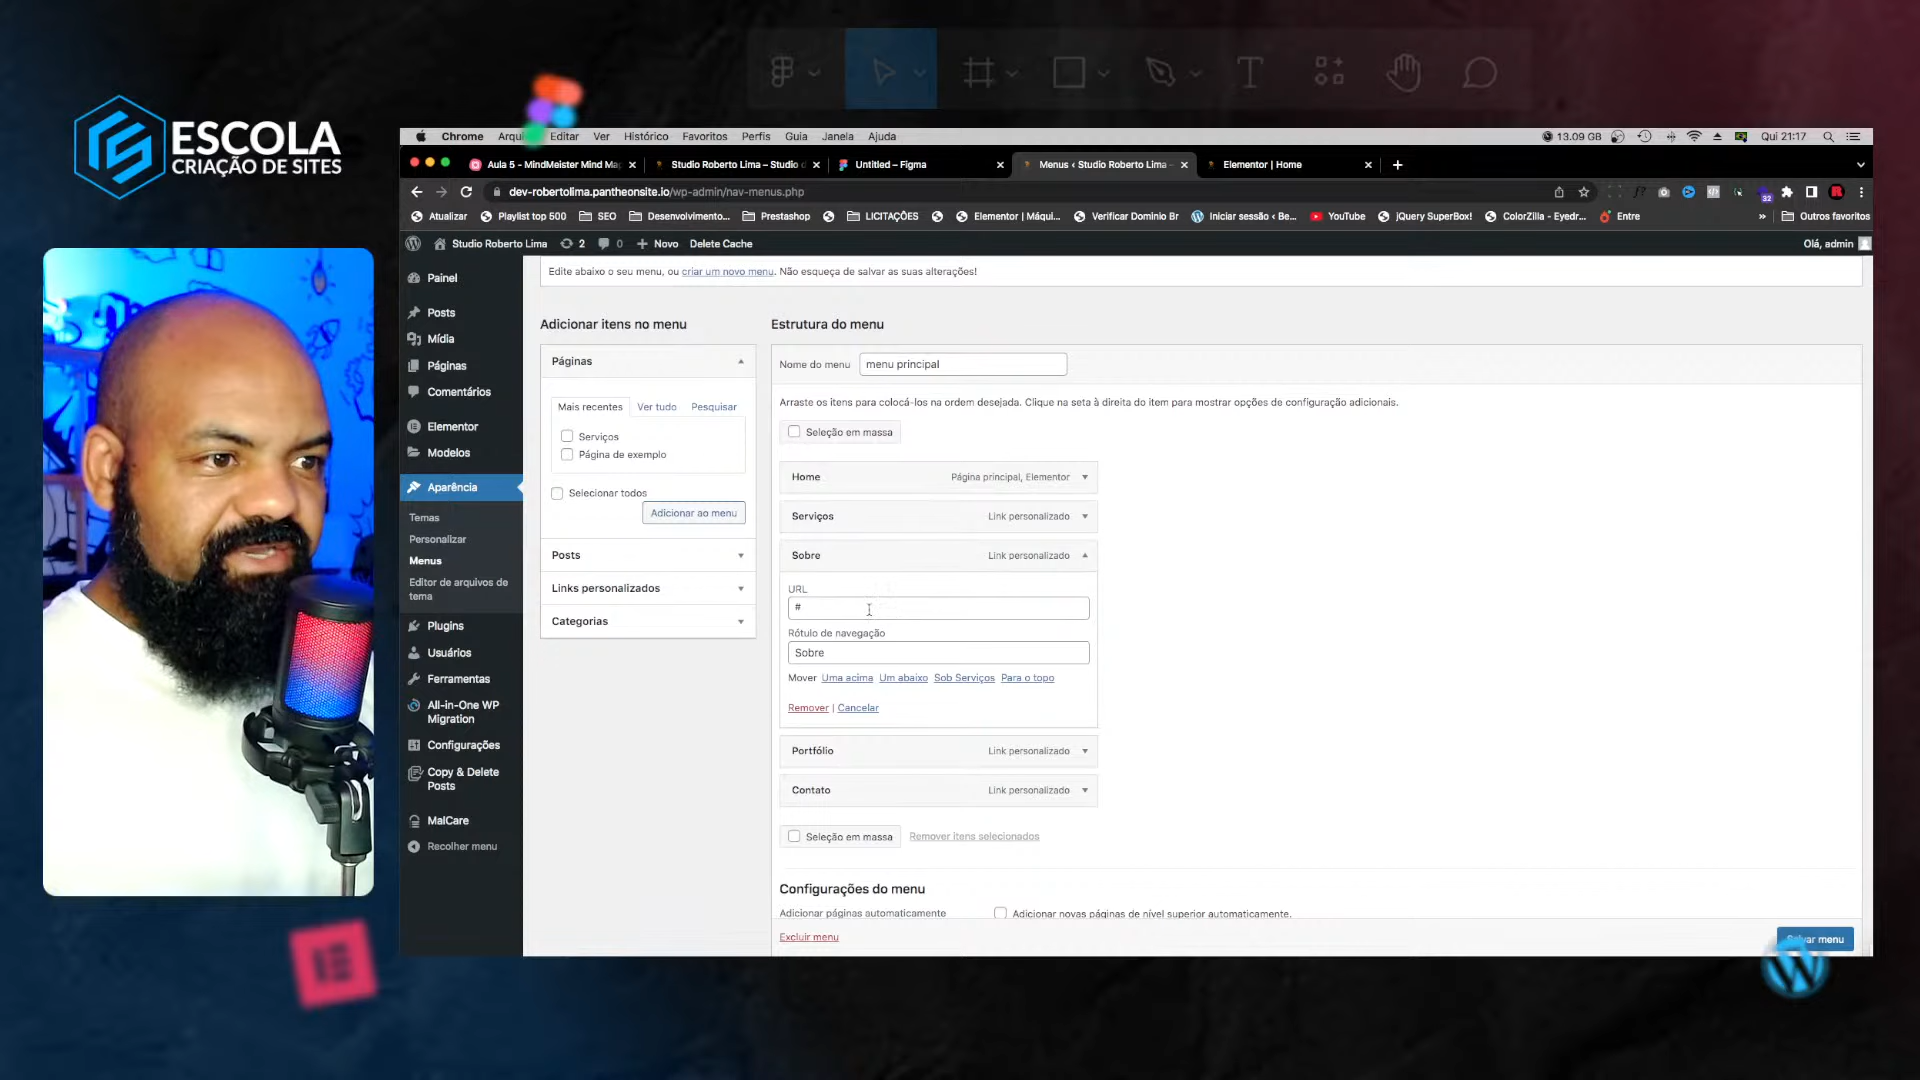 ESCOLA
CRIAÇÃO DE SITES
Chrome Editar Ver Histórico Favoritos Perfis Guia Janela Ajuda
13.09 GB Qui 21:17
Aula 5 - MindMeister Mind Ma
Studio Roberto Lima – Studio d
Untitled – Figma
Menus ‹ Studio Roberto Lima –
Elementor | Home
dev-robertolima.pantheonsite.io/wp-admin/nav-menus.php
32
Atualizar Playlist top 500 SEO Desenvolvimento... Prestashop LICITAÇÕES Elementor | Máqui... Verificar Dominio Br Iniciar sessão ‹ Be... YouTube jQuery SuperBox! ColorZilla - Eyedr... Entre » Outros favoritos
Studio Roberto Lima 2 0 Novo Delete Cache
Olá, admin
Painel
Posts
Mídia
Páginas
Comentários
Elementor
Modelos
Aparência
Temas
Personalizar
Menus
Editor de arquivos de
tema
Plugins
Usuários
Ferramentas
All-in-One WP
Migration
Configurações
Copy & Delete
Posts
MalCare
Recolher menu
Edite abaixo o seu menu, ou criar um novo menu. Não esqueça de salvar as suas alterações!
Adicionar itens no menu
Páginas
Mais recentes Ver tudo Pesquisar
Serviços
Página de exemplo
Selecionar todos
Adicionar ao menu
Posts
Links personalizados
Categorias
Estrutura do menu
Nome do menu menu principal
Arraste os itens para colocá-los na ordem desejada. Clique na seta à direita do item para mostrar opções de configuração adicionais.
Seleção em massa
Home Página principal, Elementor
Serviços Link personalizado
Sobre Link personalizado
URL
#
Rótulo de navegação
Sobre
Mover Uma acima Um abaixo Sob Serviços Para o topo
Remover | Cancelar
Portfólio Link personalizado
Contato Link personalizado
Seleção em massa Remover itens selecionados
Configurações do menu
Adicionar páginas automaticamente Adicionar novas páginas de nível superior automaticamente.
Excluir menu
menu